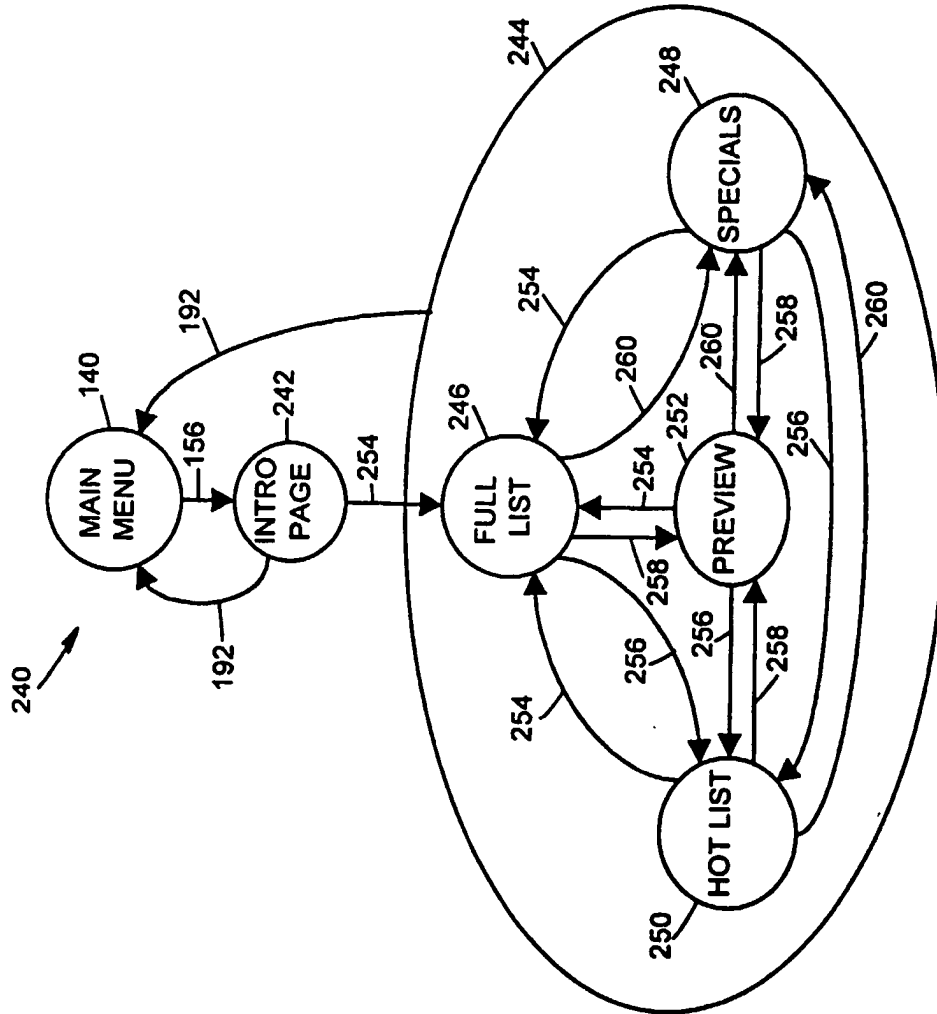 240
MAIN
MENU
140
192
156
INTRO
PAGE
242
192
254
244
FULL
LIST
246
254
254
256
260
258
254
252
PREVIEW
256
258
260
258
SPECIALS
248
HOT LIST
250
256
260